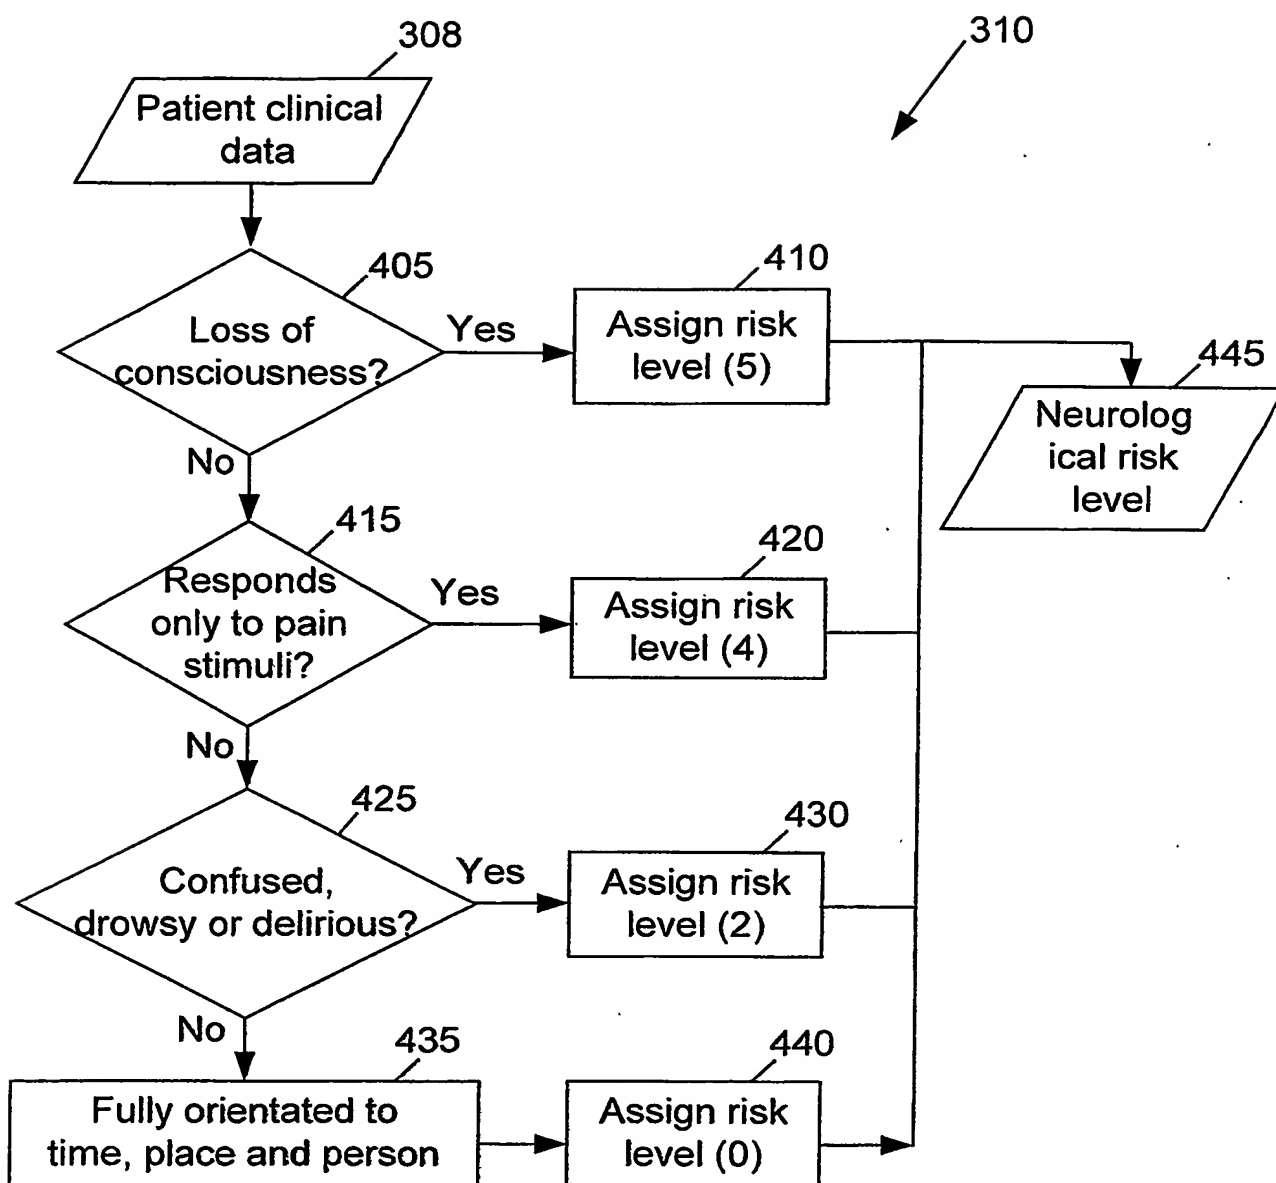 308
310
Patient clinical
data
405
Loss of
consciousness?
Yes
410
Assign risk
level (5)
445
Neurolog
ical risk
level
No
415
Responds
only to pain
stimuli?
Yes
420
Assign risk
level (4)
No
425
Confused,
drowsy or delirious?
Yes
430
Assign risk
level (2)
No
435
Fully orientated to
time, place and person
440
Assign risk
level (0)